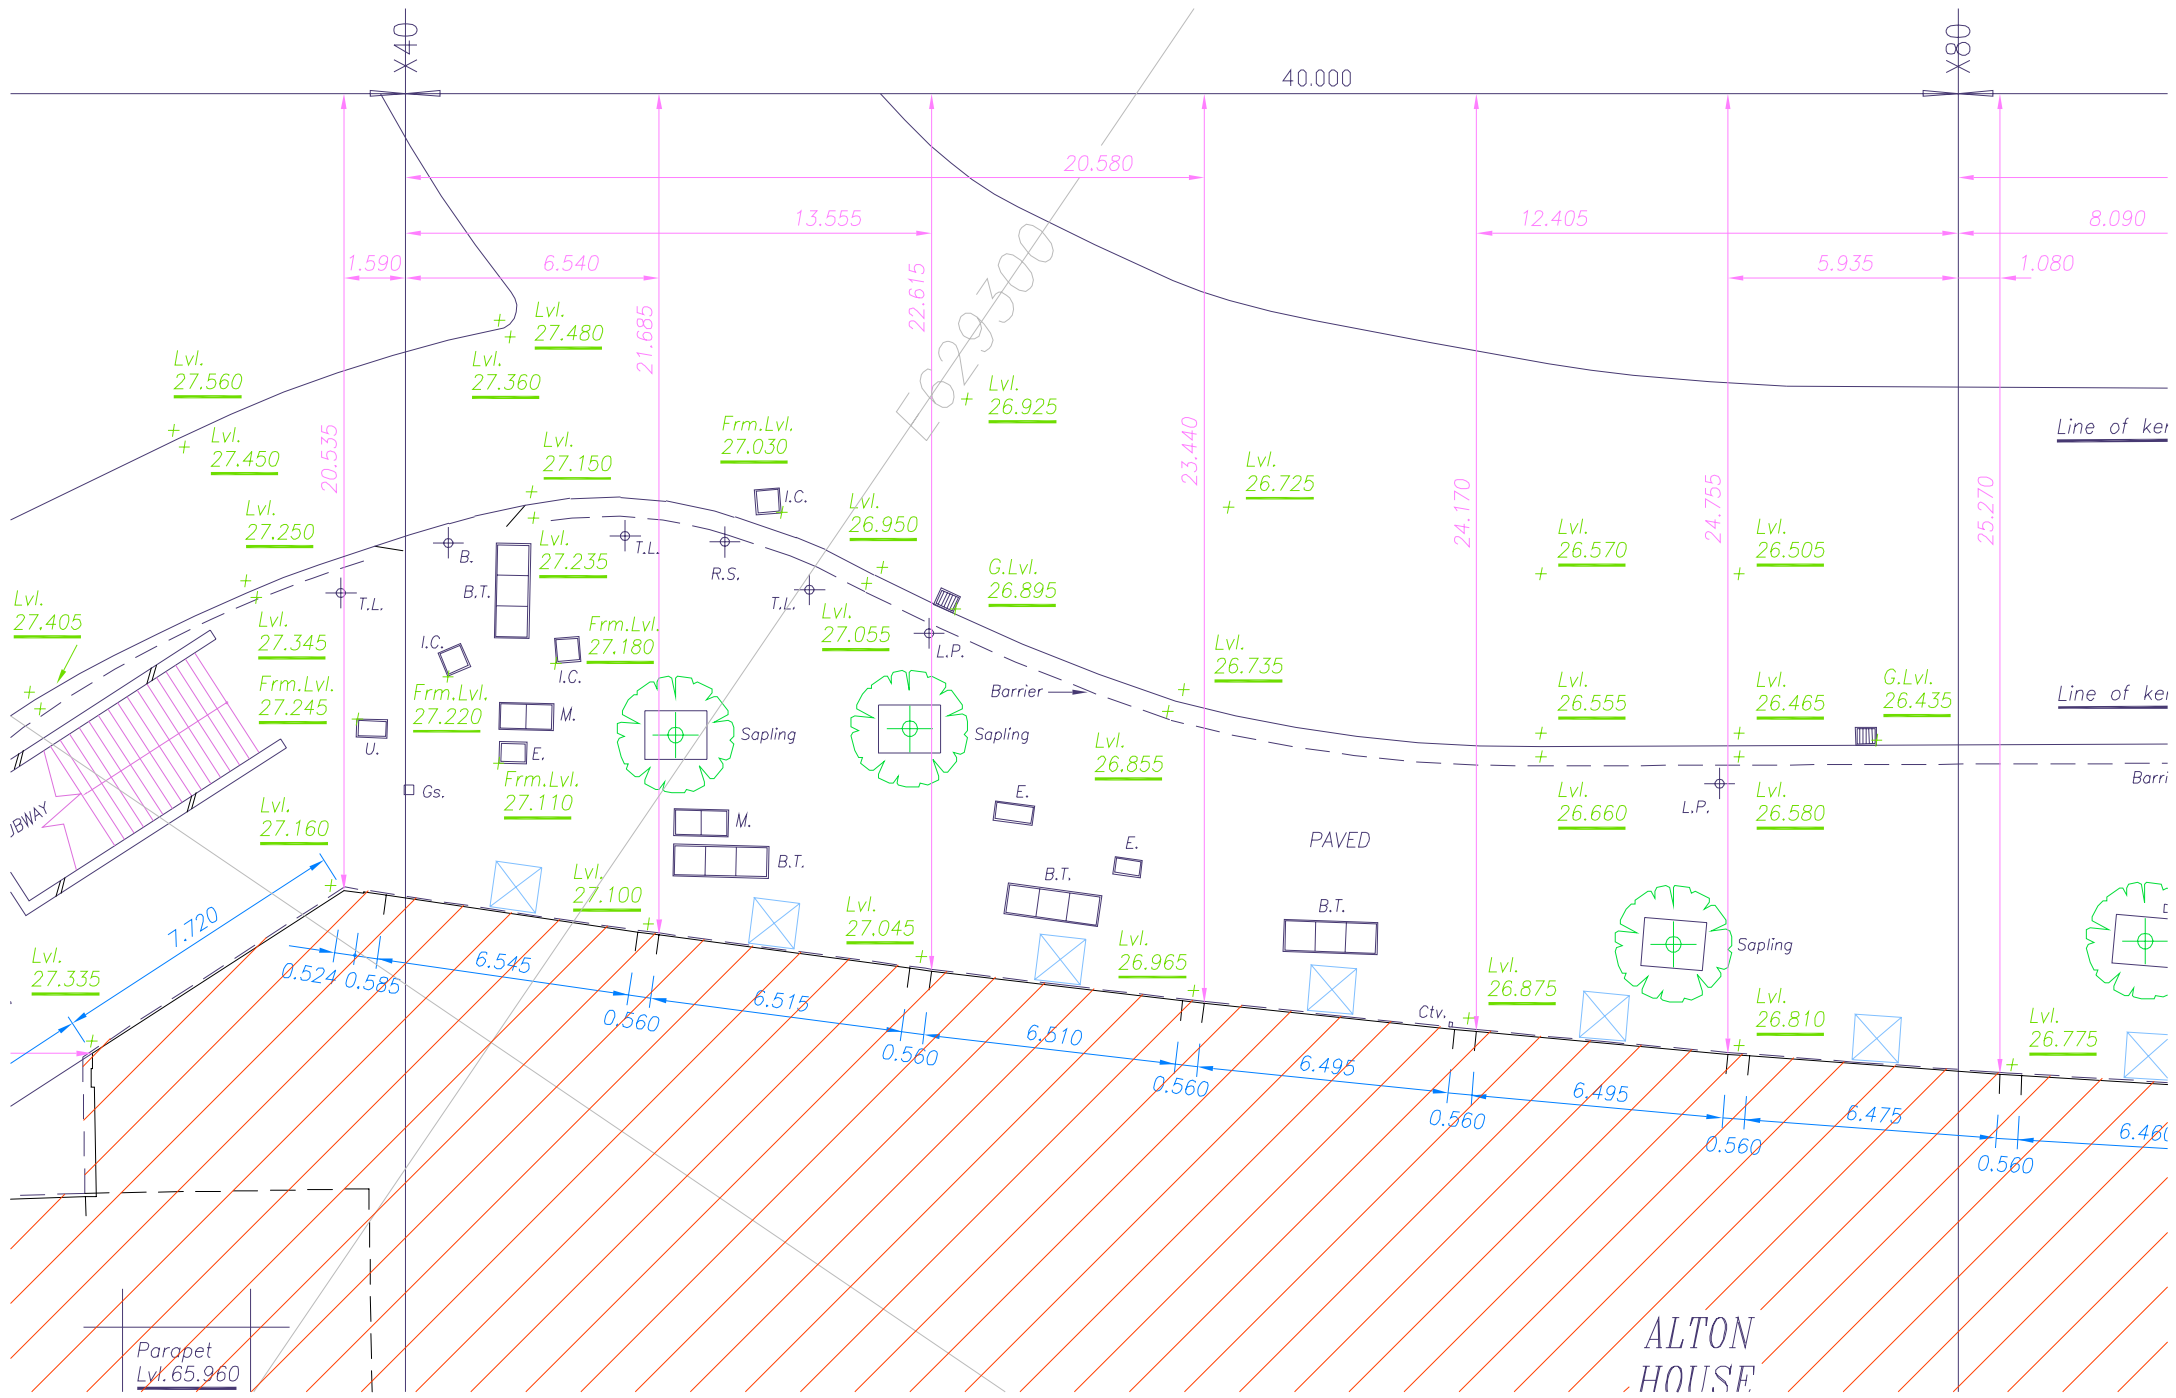 X40
X80
40.000
20.580
13.555
12.405
8.090
1.590
6.540
5.935
1.080
22.615
21.685
E629300
Lvl.
27.480
Lvl.
27.360
Lvl.
27.560
Lvl.
26.925
20.535
Frm.Lvl.
27.030
23.440
24.170
24.755
25.270
Line of ker
Lvl.
27.450
Lvl.
27.150
Lvl.
26.725
I.C.
Lvl.
26.950
Lvl.
27.250
Lvl.
26.570
Lvl.
26.505
B.
Lvl.
27.235
T.L.
R.S.
G.Lvl.
26.895
B.T.
T.L.
T.L.
Lvl.
27.405
Lvl.
27.345
I.C.
Frm.Lvl.
27.180
Lvl.
27.055
L.P.
Lvl.
26.735
I.C.
Frm.Lvl.
27.245
Frm.Lvl.
27.220
Barrier
Lvl.
26.555
Lvl.
26.465
G.Lvl.
26.435
Line of ker
M.
Sapling
Sapling
U.
E.
Lvl.
26.855
Frm.Lvl.
27.110
Gs.
E.
Barri
Lvl.
26.660
L.P.
Lvl.
26.580
UBWAY
Lvl.
27.160
M.
PAVED
B.T.
E.
B.T.
Lvl.
27.100
B.T.
7.720
Lvl.
27.045
Lvl.
26.965
Sapling
Lvl.
27.335
0.524
0.585
6.545
6.515
Lvl.
26.875
Ctv.
Lvl.
26.810
Lvl.
26.775
0.560
0.560
6.510
0.560
6.495
0.560
6.495
0.560
6.475
0.560
6.460
ALTON
HOUSE
Parapet
Lvl.65.960